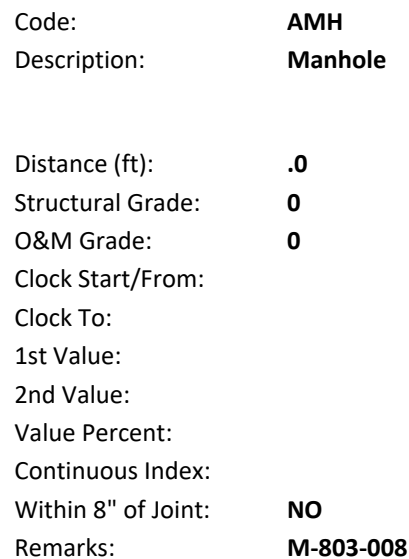 Code: AMH
Description: Manhole
Distance (ft): .0
Structural Grade: 0
O&M Grade: 0
Clock Start/From:
Clock To:
1st Value:
2nd Value:
Value Percent:
Continuous Index:
Within 8" of Joint: NO
Remarks: M-803-008